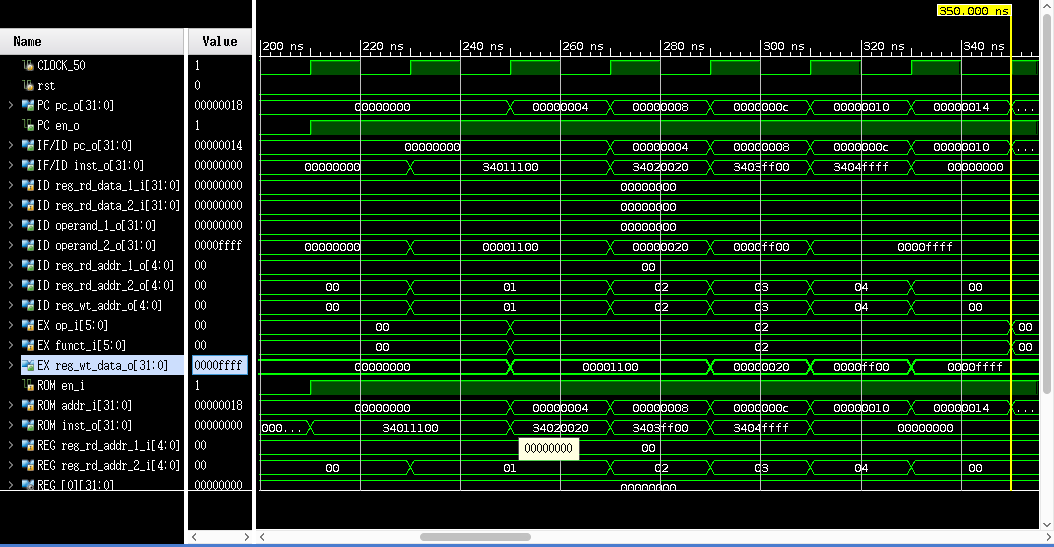 350.000 ns
Name Value 200 ns 220 ns 240 ns 260 ns 280 ns 300 ns 320 ns 340 ns
CLOCK_50 1
rst 0
PC pc_o[31:0] 00000018 00000000 00000004 00000008 0000000c 00000010 00000014 ...
PC en_o 1
IF/ID pc_o[31:0] 00000014 00000000 00000004 00000008 0000000c 00000010 ...
IF/ID inst_o[31:0] 00000000 00000000 34011100 34020020 3403ff00 3404ffff 00000000
ID reg_rd_data_1_i[31:0] 00000000 00000000
ID reg_rd_data_2_i[31:0] 00000000 00000000
ID operand_1_o[31:0] 00000000 00000000
ID operand_2_o[31:0] 0000ffff 00000000 00001100 00000020 0000ff00 0000ffff
ID reg_rd_addr_1_o[4:0] 00 00
ID reg_rd_addr_2_o[4:0] 00 00 01 02 03 04 00
ID reg_wt_addr_o[4:0] 00 00 01 02 03 04 00
EX op_i[5:0] 00 00 02 00
EX funct_i[5:0] 00 00 02 00
EX reg_wt_data_o[31:0] 0000ffff 00000000 00001100 00000020 0000ff00 0000ffff
ROM en_i 1
ROM addr_i[31:0] 00000018 00000000 00000004 00000008 0000000c 00000010 00000014 ...
ROM inst_o[31:0] 00000000 000... 34011100 34020020 3403ff00 3404ffff 00000000
REG reg_rd_addr_1_i[4:0] 00 00000000 00
REG reg_rd_addr_2_i[4:0] 00 00 01 02 03 04 00
REG [01][31:0] 00000000 00000000